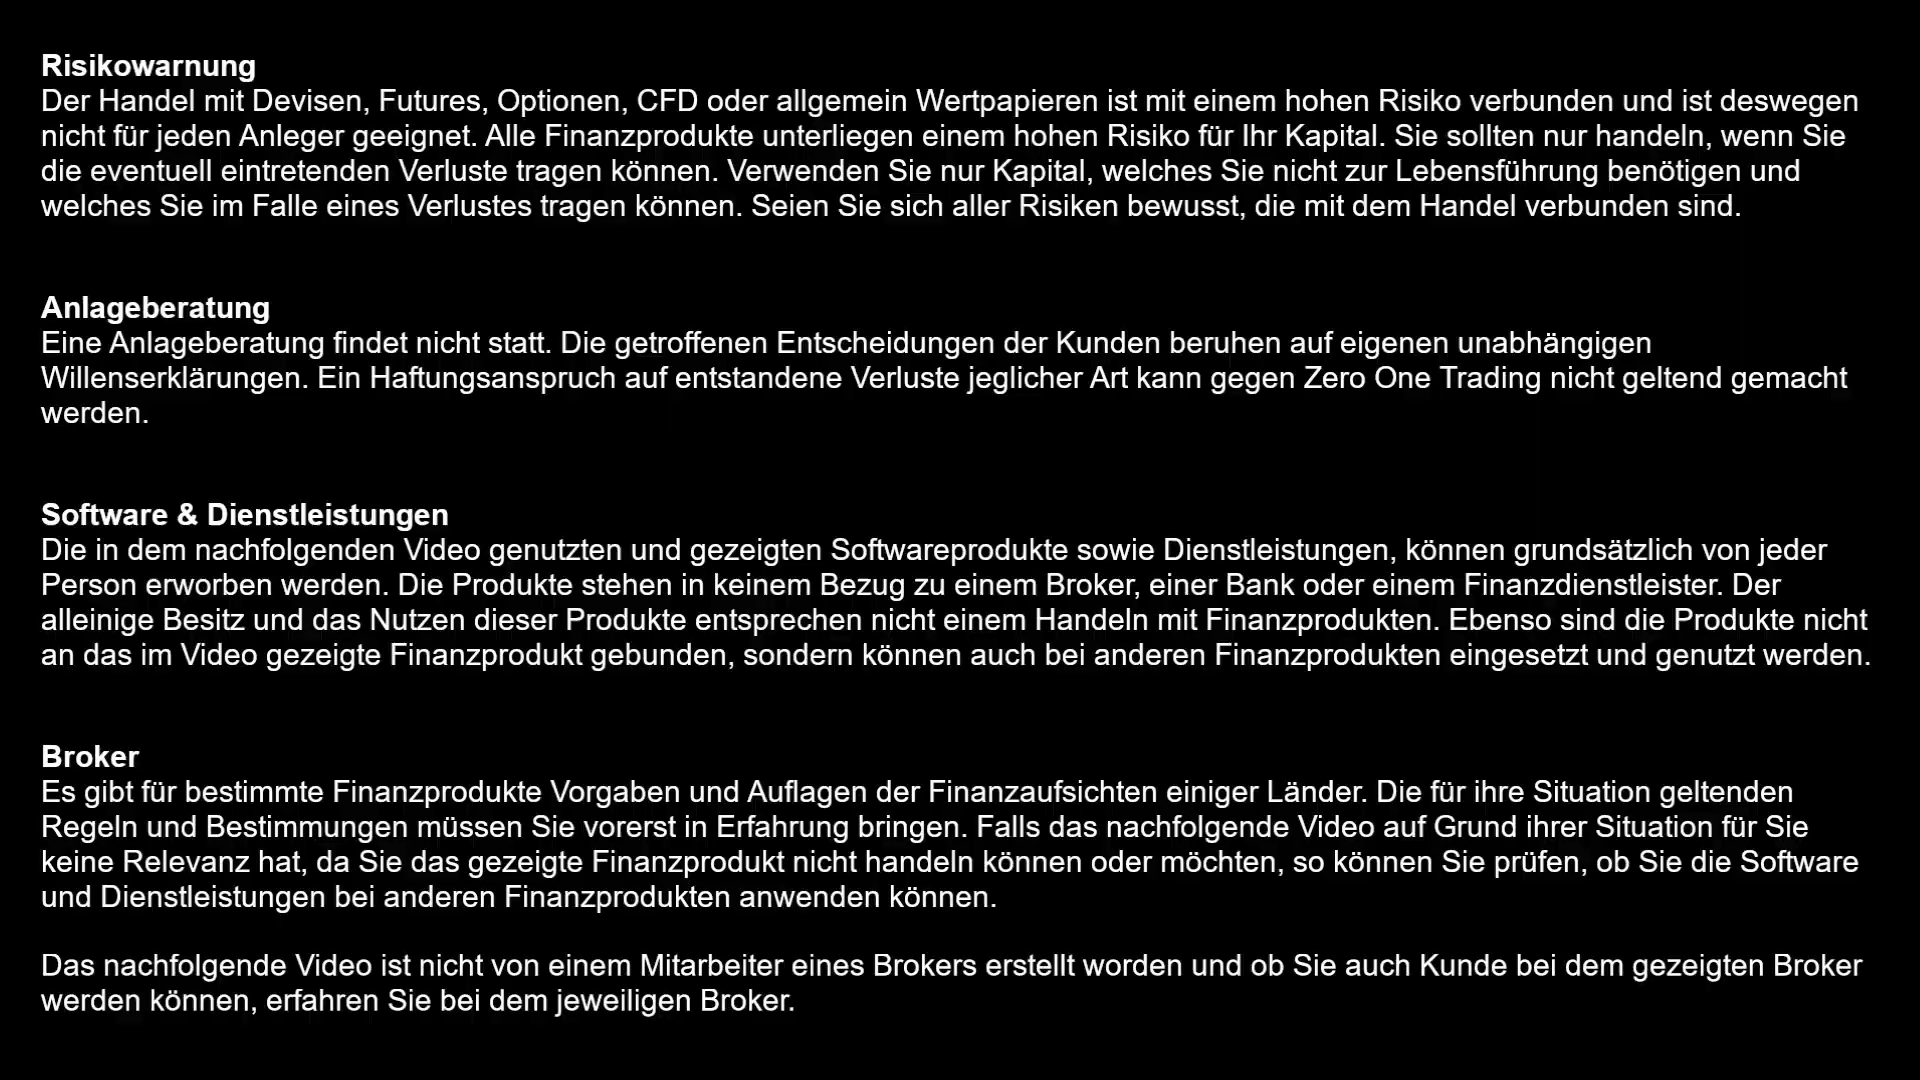 Risikowarnung
Der Handel mit Devisen, Futures, Optionen, CFD oder allgemein Wertpapieren ist mit einem hohen Risiko verbunden und ist deswegen
nicht für jeden Anleger geeignet. Alle Finanzprodukte unterliegen einem hohen Risiko für Ihr Kapital. Sie sollten nur handeln, wenn Sie
die eventuell eintretenden Verluste tragen können. Verwenden Sie nur Kapital, welches Sie nicht zur Lebensführung benötigen und
welches Sie im Falle eines Verlustes tragen können. Seien Sie sich aller Risiken bewusst, die mit dem Handel verbunden sind.
Anlageberatung
Eine Anlageberatung findet nicht statt. Die getroffenen Entscheidungen der Kunden beruhen auf eigenen unabhängigen
Willenserklärungen. Ein Haftungsanspruch auf entstandene Verluste jeglicher Art kann gegen Zero One Trading nicht geltend gemacht
werden.
Software & Dienstleistungen
Die in dem nachfolgenden Video genutzten und gezeigten Softwareprodukte sowie Dienstleistungen, können grundsätzlich von jeder
Person erworben werden. Die Produkte stehen in keinem Bezug zu einem Broker, einer Bank oder einem Finanzdienstleister. Der
alleinige Besitz und das Nutzen dieser Produkte entsprechen nicht einem Handeln mit Finanzprodukten. Ebenso sind die Produkte nicht
an das im Video gezeigte Finanzprodukt gebunden, sondern können auch bei anderen Finanzprodukten eingesetzt und genutzt werden.
Broker
Es gibt für bestimmte Finanzprodukte Vorgaben und Auflagen der Finanzaufsichten einiger Länder. Die für ihre Situation geltenden
Regeln und Bestimmungen müssen Sie vorerst in Erfahrung bringen. Falls das nachfolgende Video auf Grund ihrer Situation für Sie
keine Relevanz hat, da Sie das gezeigte Finanzprodukt nicht handeln können oder möchten, so können Sie prüfen, ob Sie die Software
und Dienstleistungen bei anderen Finanzprodukten anwenden können.
Das nachfolgende Video ist nicht von einem Mitarbeiter eines Brokers erstellt worden und ob Sie auch Kunde bei dem gezeigten Broker
werden können, erfahren Sie bei dem jeweiligen Broker.